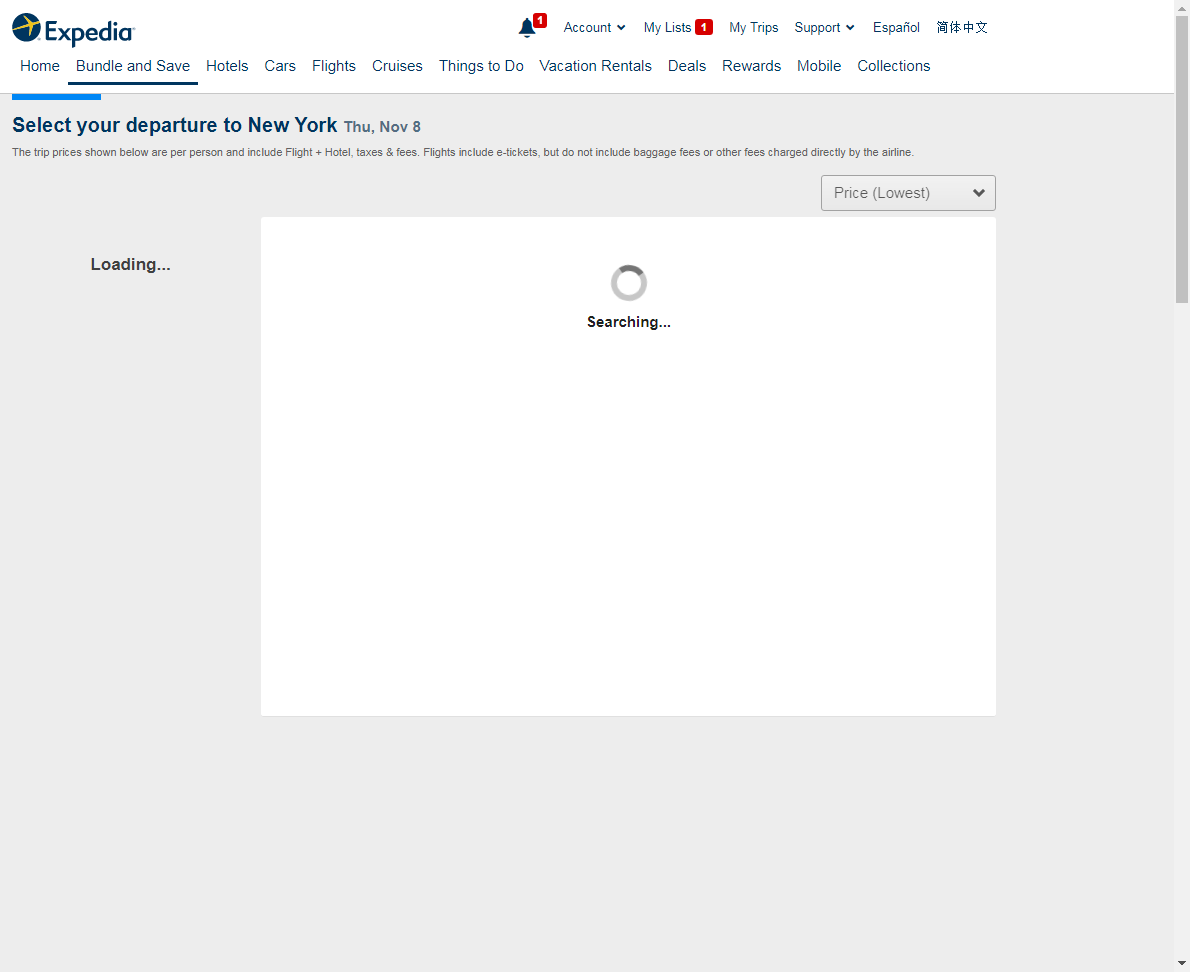 Expedia
1
Account
My Lists 1
My Trips
Support
Español
简体中文
Home
Bundle and Save
Hotels
Cars
Flights
Cruises
Things to Do
Vacation Rentals
Deals
Rewards
Mobile
Collections
Select your departure to New York Thu, Nov 8
The trip prices shown below are per person and include Flight + Hotel, taxes & fees. Flights include e-tickets, but do not include baggage fees or other fees charged directly by the airline.
Price (Lowest)
Loading...
Searching...